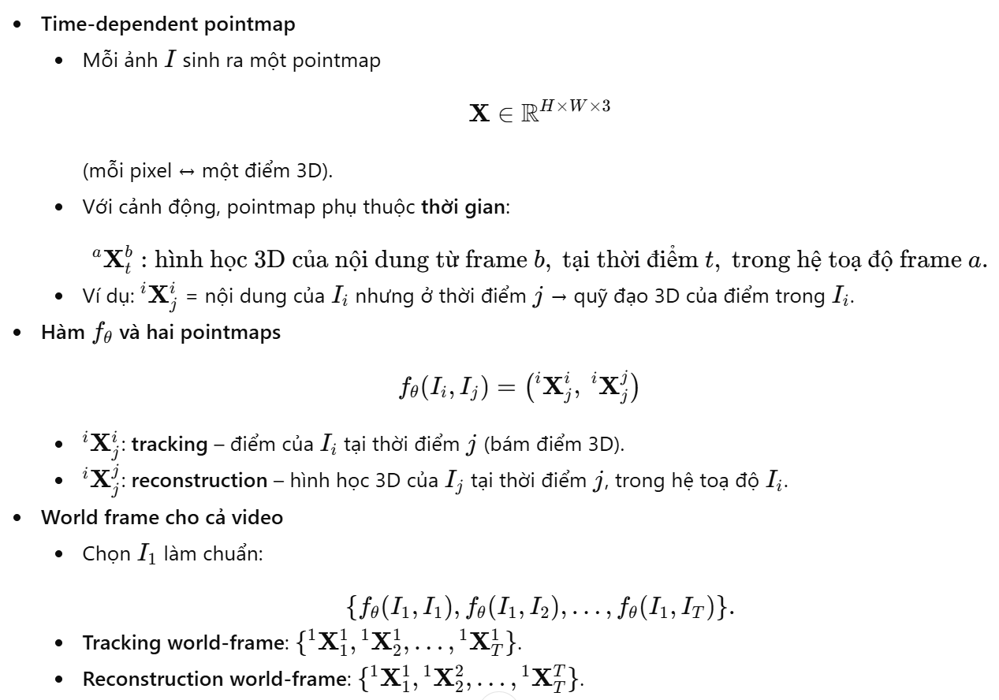 • Time-dependent pointmap
• Mỗi ảnh $I$ sinh ra một pointmap
$\mathbf{X} \in \mathbb{R}^{H \times W \times 3}$
(mỗi pixel ↔ một điểm 3D).
• Với cảnh động, pointmap phụ thuộc thời gian:
${}^{a}\mathbf{X}_{t}^{b}$ : hình học 3D của nội dung từ frame $b$, tại thời điểm $t$, trong hệ toạ độ frame $a$.
• Ví dụ: ${}^{i}\mathbf{X}_{j}^{i}$ = nội dung của $I_i$ nhưng ở thời điểm $j$ → quỹ đạo 3D của điểm trong $I_i$.
• Hàm $f_\theta$ và hai pointmaps
$f_\theta(I_i, I_j) = ({}^{i}\mathbf{X}_{j}^{i}, {}^{i}\mathbf{X}_{j}^{j})$
• ${}^{i}\mathbf{X}_{j}^{i}$: tracking – điểm của $I_i$ tại thời điểm $j$ (bám điểm 3D).
• ${}^{i}\mathbf{X}_{j}^{j}$: reconstruction – hình học 3D của $I_j$ tại thời điểm $j$, trong hệ toạ độ $I_i$.
• World frame cho cả video
• Chọn $I_1$ làm chuẩn:
$\{f_\theta(I_1, I_1), f_\theta(I_1, I_2), \ldots, f_\theta(I_1, I_T)\}.$
• Tracking world-frame: $\{{}^{1}\mathbf{X}_{1}^{1}, {}^{1}\mathbf{X}_{2}^{1}, \ldots, {}^{1}\mathbf{X}_{T}^{1}\}$.
• Reconstruction world-frame: $\{{}^{1}\mathbf{X}_{1}^{1}, {}^{1}\mathbf{X}_{2}^{2}, \ldots, {}^{1}\mathbf{X}_{T}^{T}\}$.